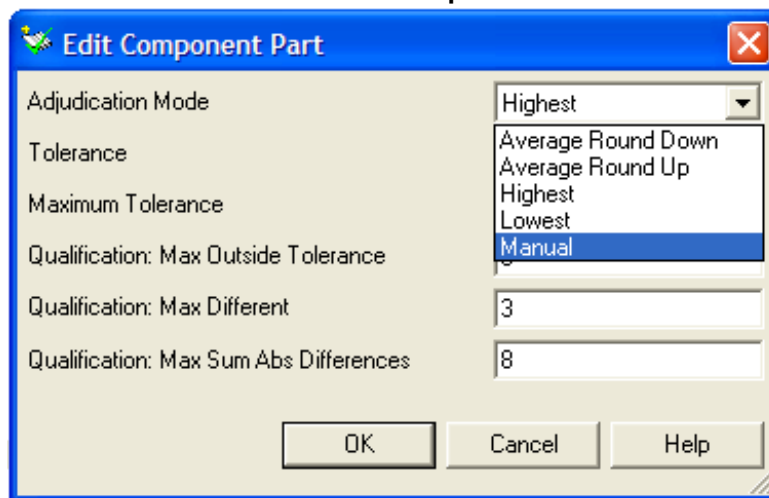 Edit Component Part
Adjudication Mode
Highest
Average Round Down
Average Round Up
Highest
Lowest
Manual
Tolerance
Maximum Tolerance
Qualification: Max Outside Tolerance
Qualification: Max Different
3
Qualification: Max Sum Abs Differences
8
OK
Cancel
Help